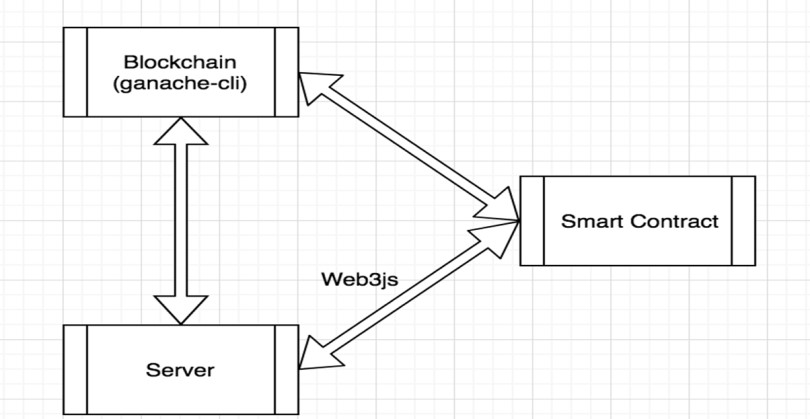 Blockchain
(ganache-cli)
Smart Contract
Web3js
Server